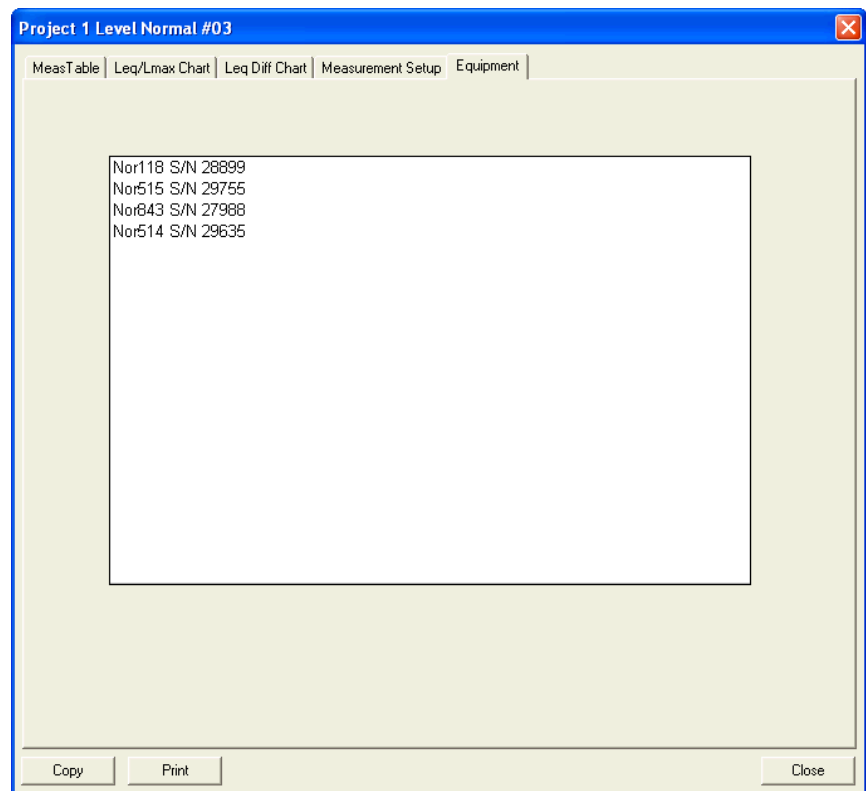 Project 1 Level Normal #03
MeasTable Leq/Lmax Chart Leq Diff Chart Measurement Setup Equipment
Nor118 S/N 28899
Nor515 S/N 29755
Nor843 S/N 27988
Nor514 S/N 29635
Copy Print Close